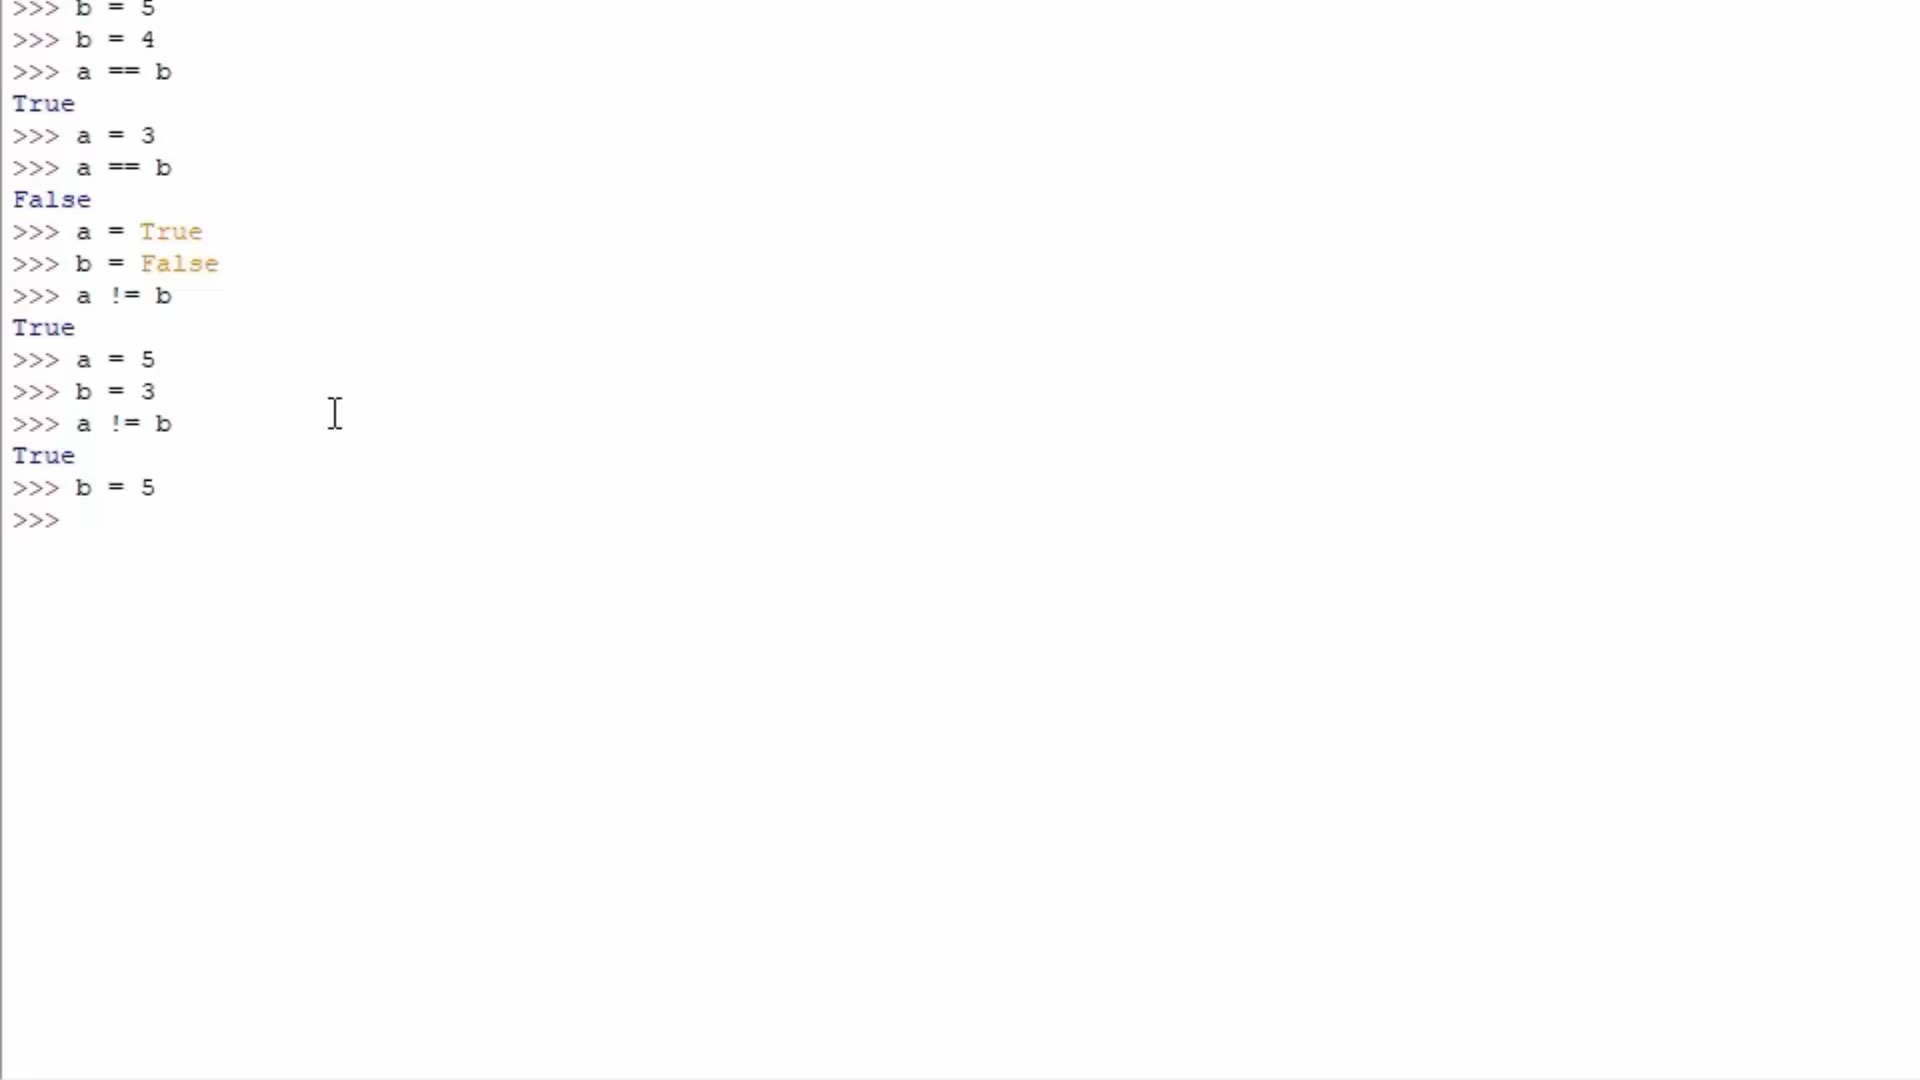 >>> b = 5
>>> b = 4
>>> a == b
True
>>> a = 3
>>> a == b
False
>>> a = True
>>> b = False
>>> a != b
True
>>> a = 5
>>> b = 3
>>> a != b
True
>>> b = 5
>>>